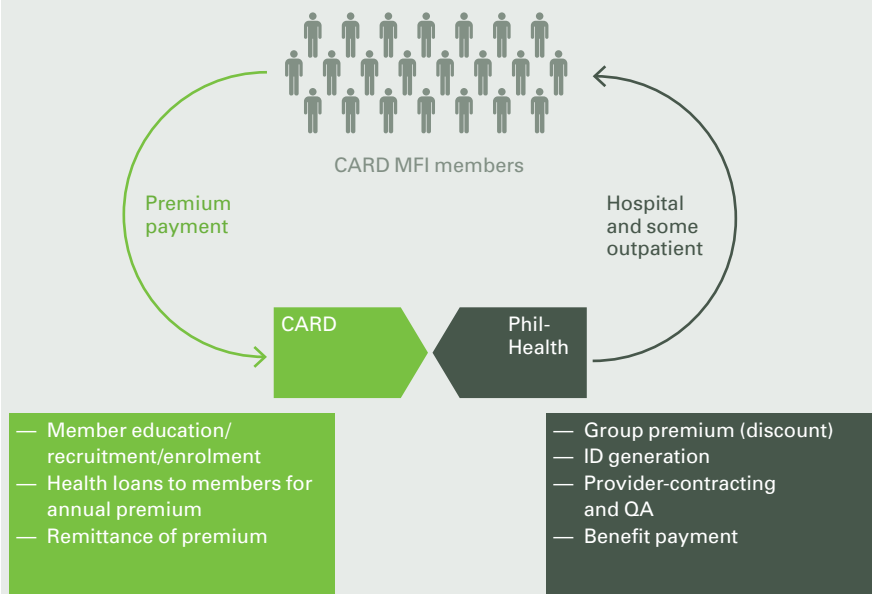 CARD MFI members
Premium
payment
Hospital
and some
outpatient
CARD
Phil-
Health
— Member education/
recruitment/enrolment
— Health loans to members for
annual premium
— Remittance of premium
— Group premium (discount)
— ID generation
— Provider-contracting
and QA
— Benefit payment